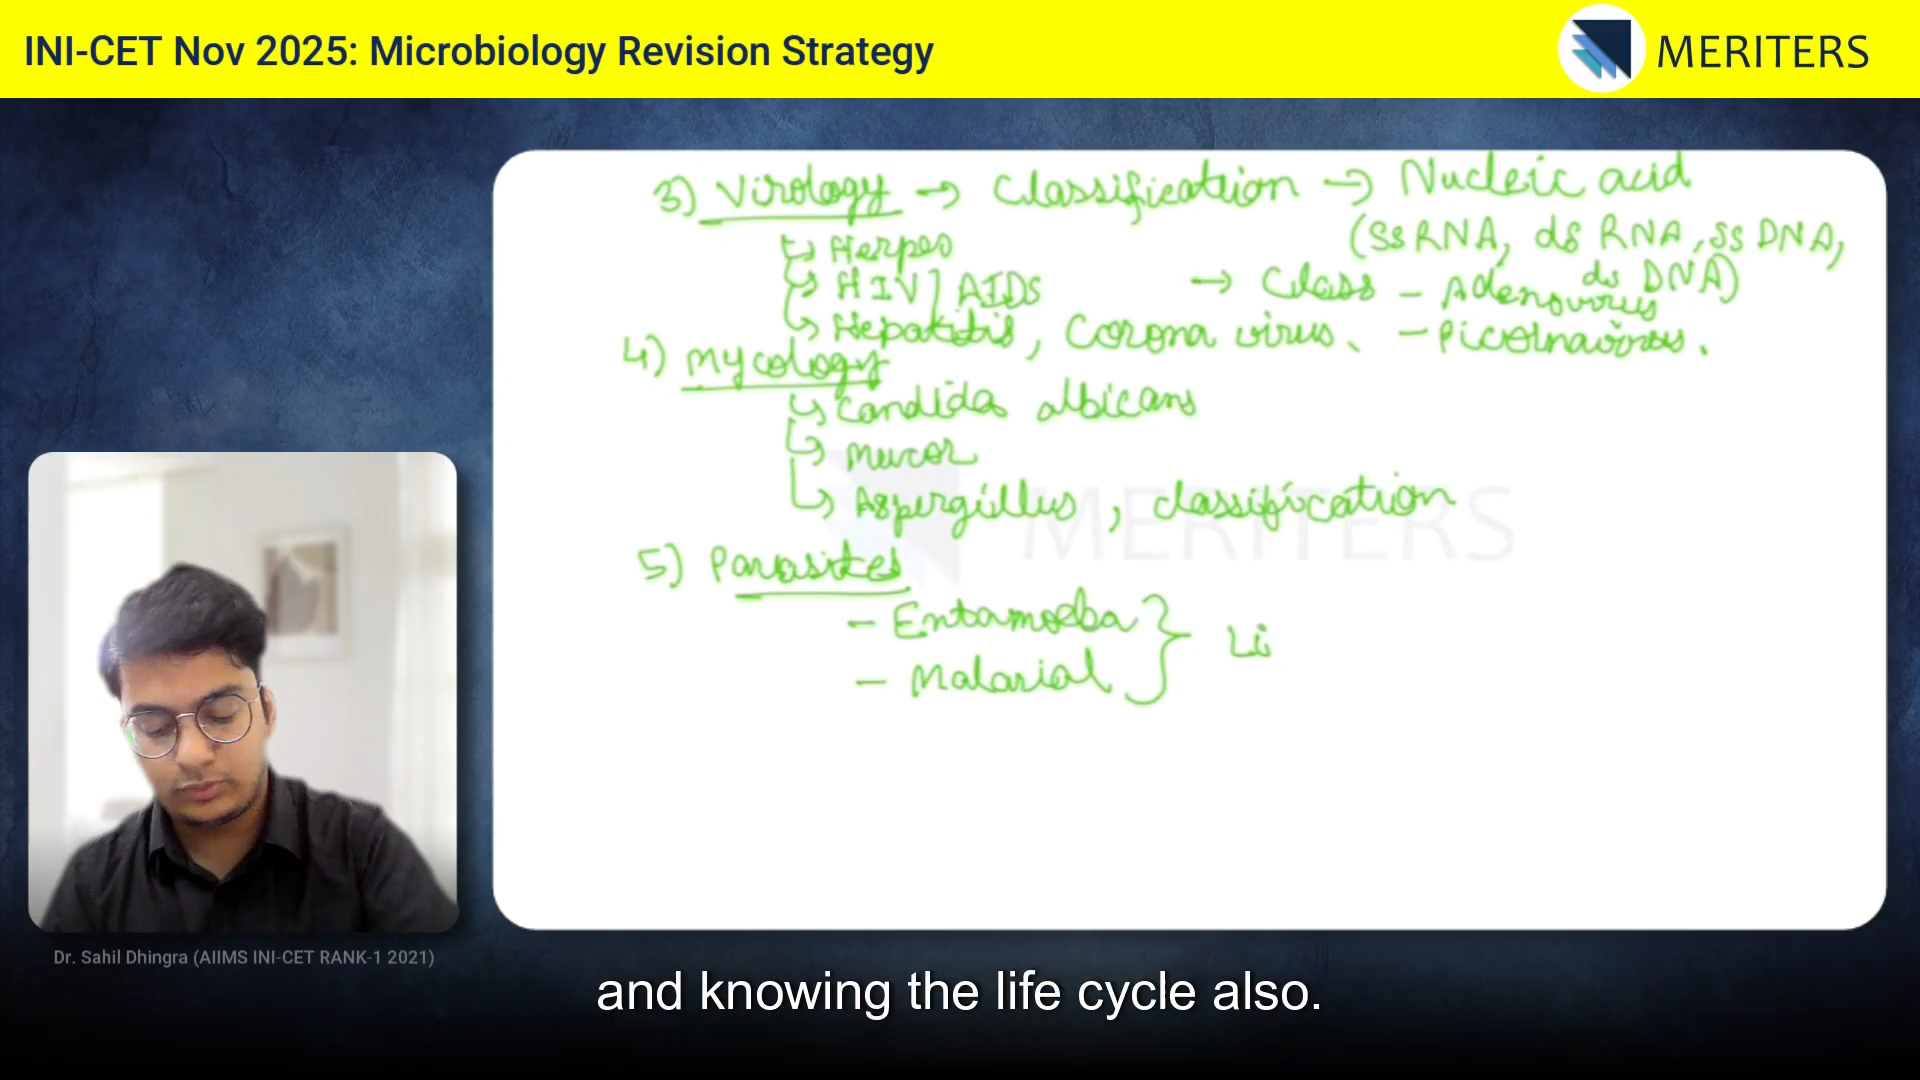 INI-CET Nov 2025: Microbiology Revision Strategy
MERITERS
3) Virology → Classification → Nucleic acid
(ss RNA, ds RNA, ss DNA,
ds DNA)
↳ Herpes
↳ HIV / AIDS → Class - Adenovirus
↳ Hepatitis, Corona virus. - Picornavirus.
4) Mycology
↳ Candida albicans
↳ Mucor
↳ Aspergillus, classification
MERITERS
5) Parasites
- Entamoeba } Li
- Malarial
Dr. Sahil Dhingra (AIIMS INI-CET RANK-1 2021)
and knowing the life cycle also.